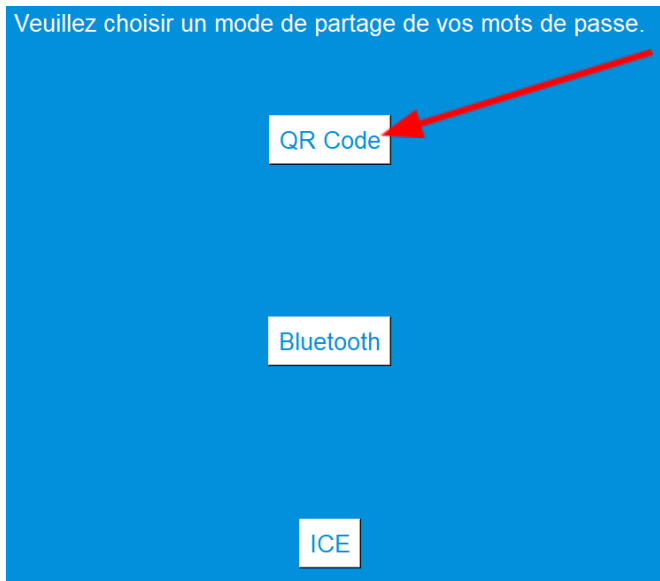 Veuillez choisir un mode de partage de vos mots de passe.
QR Code
Bluetooth
ICE